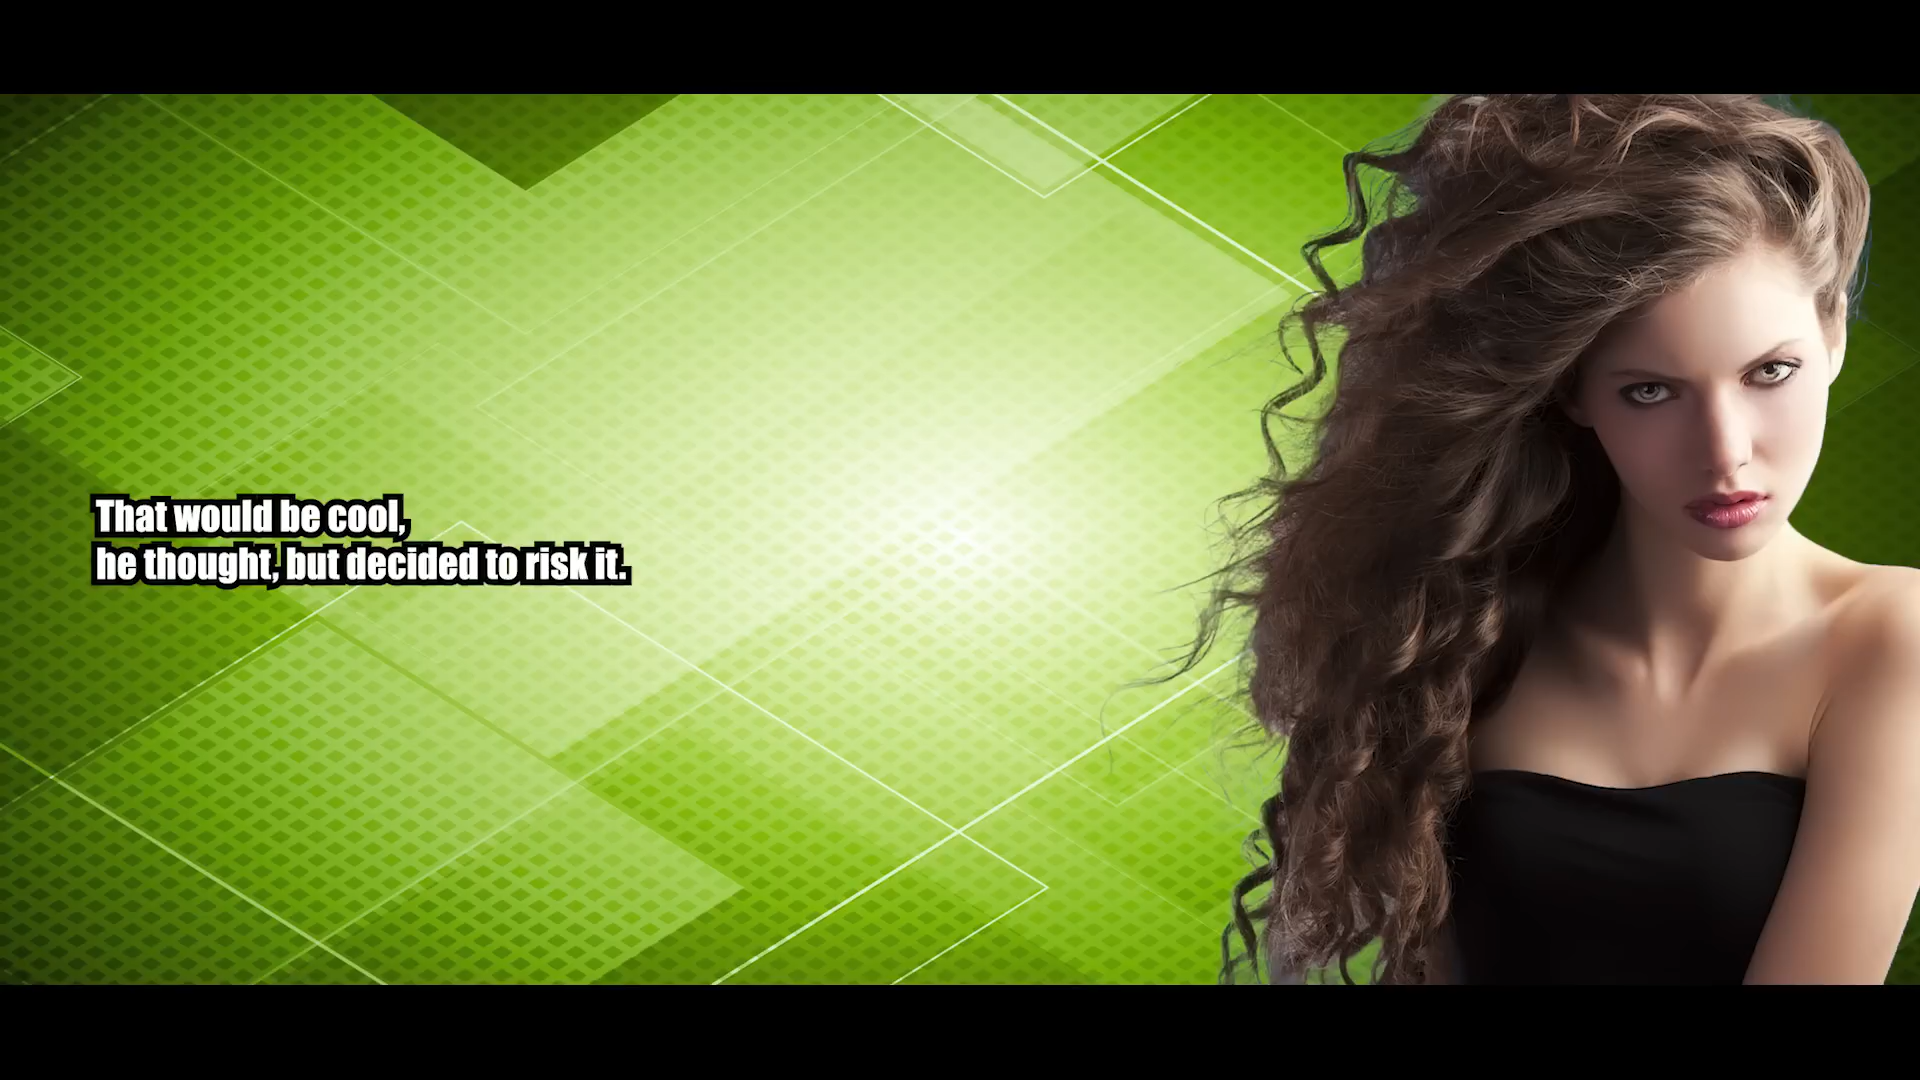 That would be cool,
he thought, but decided to risk it.